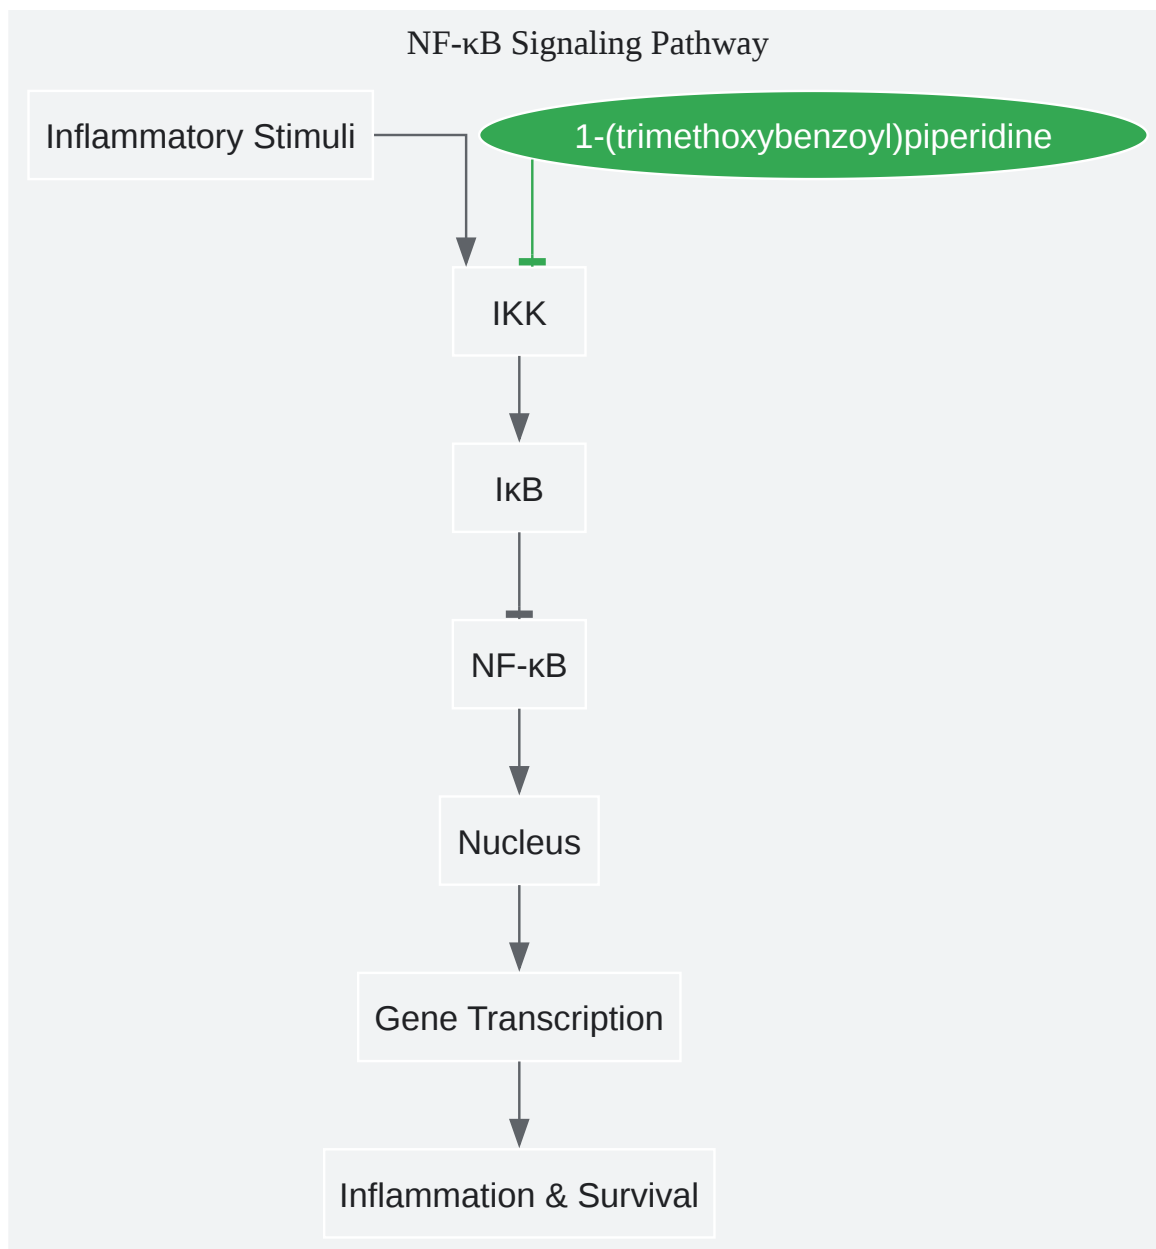 NF-κB Signaling Pathway
Inflammatory Stimuli
1-(trimethoxybenzoyl)piperidine
IKK
IκB
NF-κB
Nucleus
Gene Transcription
Inflammation & Survival